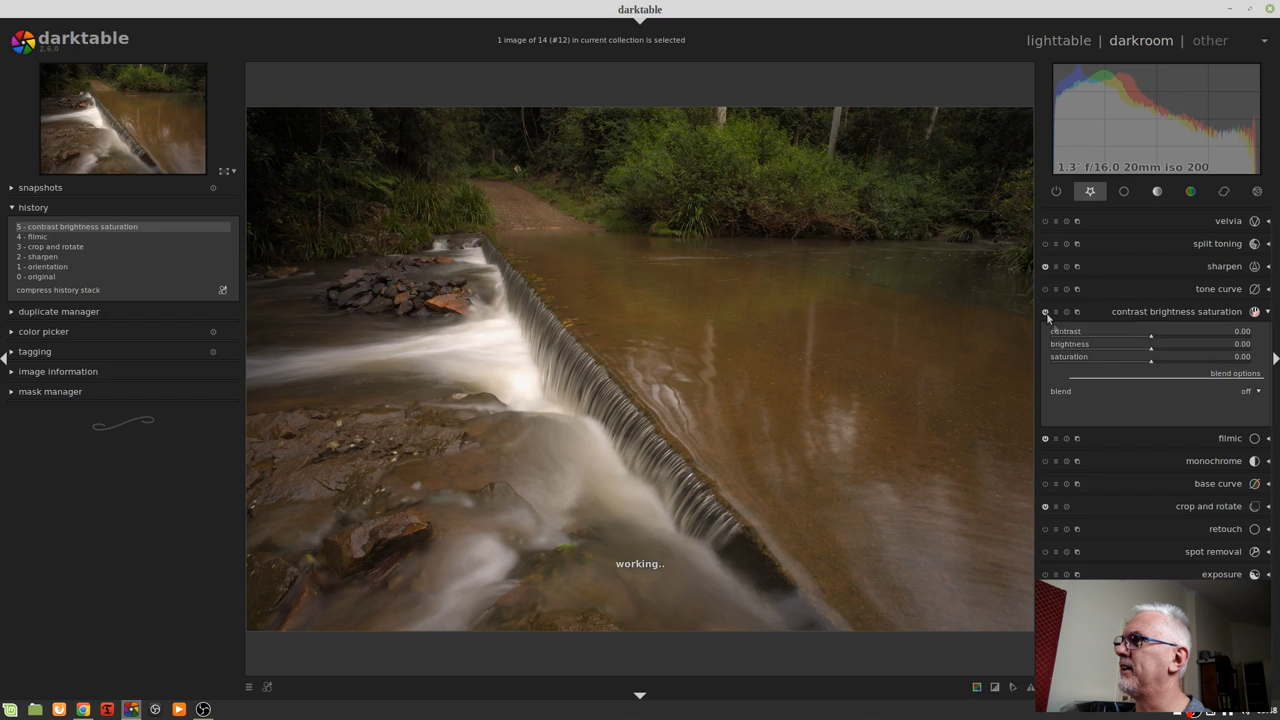 darktable
darktable
2.6.0
1 image of 14 (#12) in current collection is selected
lighttable | darkroom | other
1.3" f/16.0 20mm iso 200
snapshots
history
5 - contrast brightness saturation
4 - filmic
3 - crop and rotate
2 - sharpen
1 - orientation
0 - original
compress history stack
duplicate manager
color picker
tagging
image information
mask manager
working..
velvia
split toning
sharpen
tone curve
contrast brightness saturation
contrast 0.00
brightness 0.00
saturation 0.00
blend options
blend off
filmic
monochrome
base curve
crop and rotate
retouch
spot removal
exposure